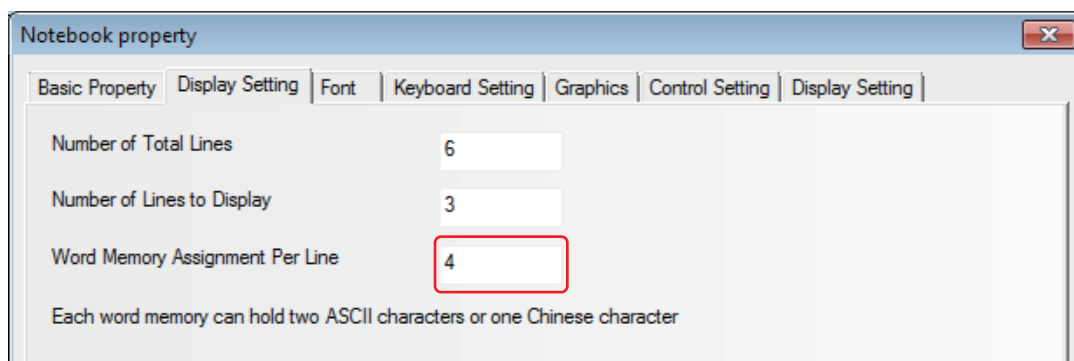 Notebook property
Basic Property Display Setting Font Keyboard Setting Graphics Control Setting Display Setting
Number of Total Lines 6
Number of Lines to Display 3
Word Memory Assignment Per Line 4
Each word memory can hold two ASCII characters or one Chinese character